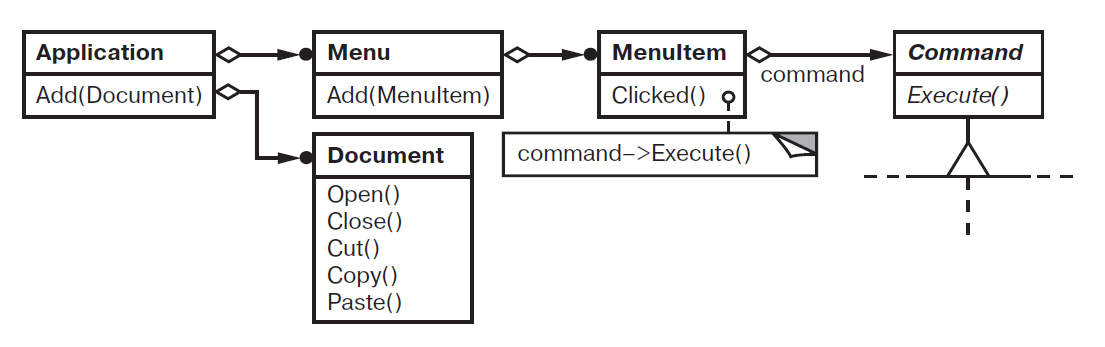 Application
Add(Document)
Menu
Add(MenuItem)
MenuItem
Clicked()
command
Command
Execute()
command–>Execute()
Document
Open()
Close()
Cut()
Copy()
Paste()